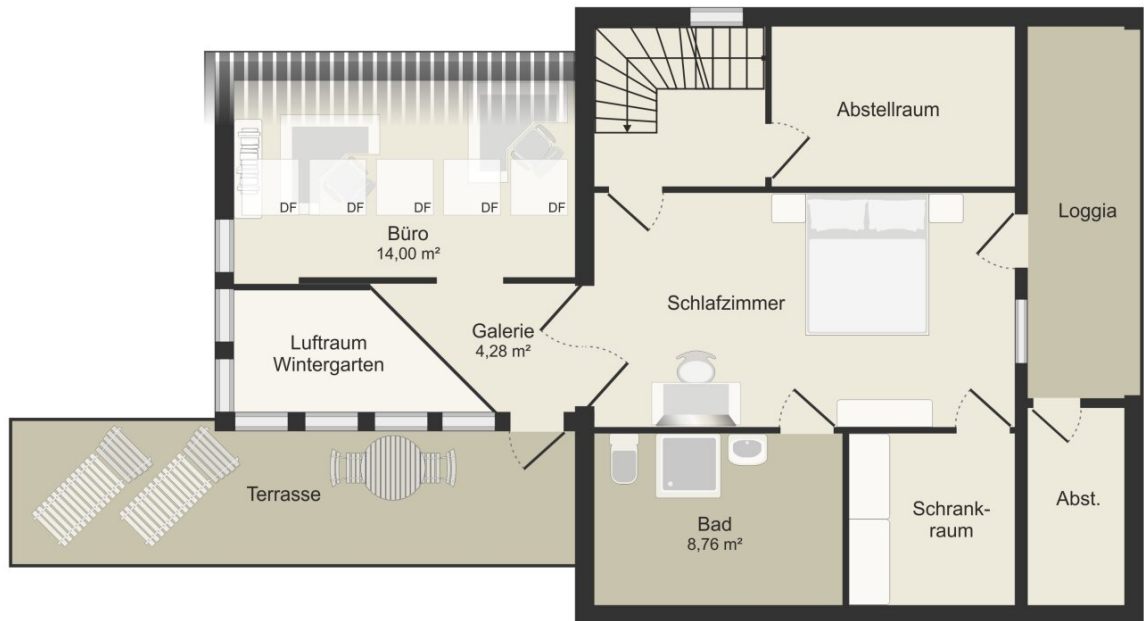 Abstellraum
Loggia
DF DF DF DF DF
Büro
14,00 m²
Schlafzimmer
Galerie
4,28 m²
Luftraum
Wintergarten
Terrasse
Bad
8,76 m²
Schrank-
raum
Abst.